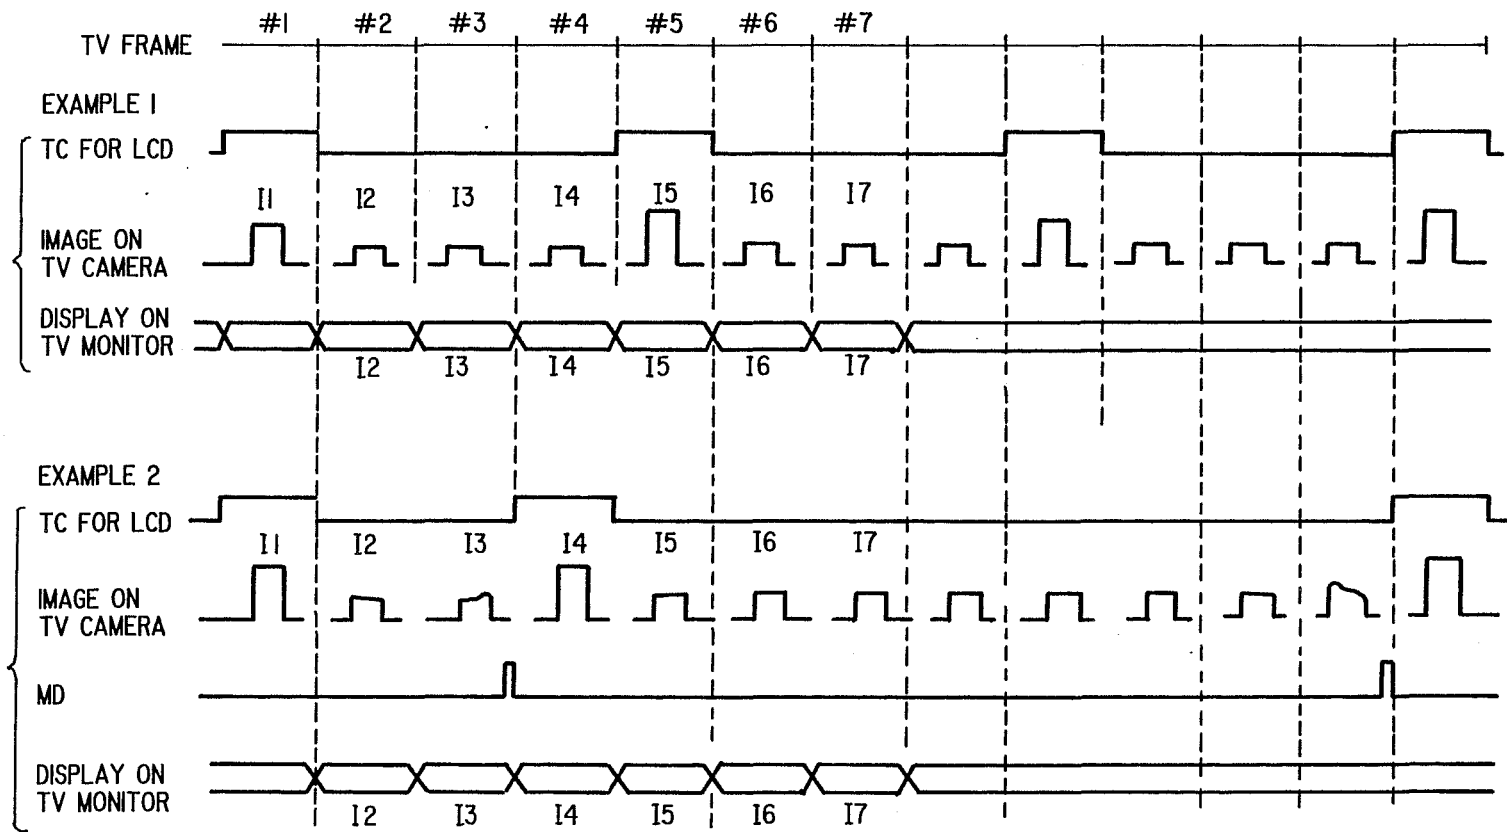 #1 #2 #3 #4 #5 #6 #7
TV FRAME
EXAMPLE 1
TC FOR LCD
I1 I2 I3 I4 I5 I6 I7
IMAGE ON
TV CAMERA
DISPLAY ON
TV MONITOR
I2 I3 I4 I5 I6 I7
EXAMPLE 2
TC FOR LCD
I1 I2 I3 I4 I5 I6 I7
IMAGE ON
TV CAMERA
MD
DISPLAY ON
TV MONITOR
I2 I3 I4 I5 I6 I7